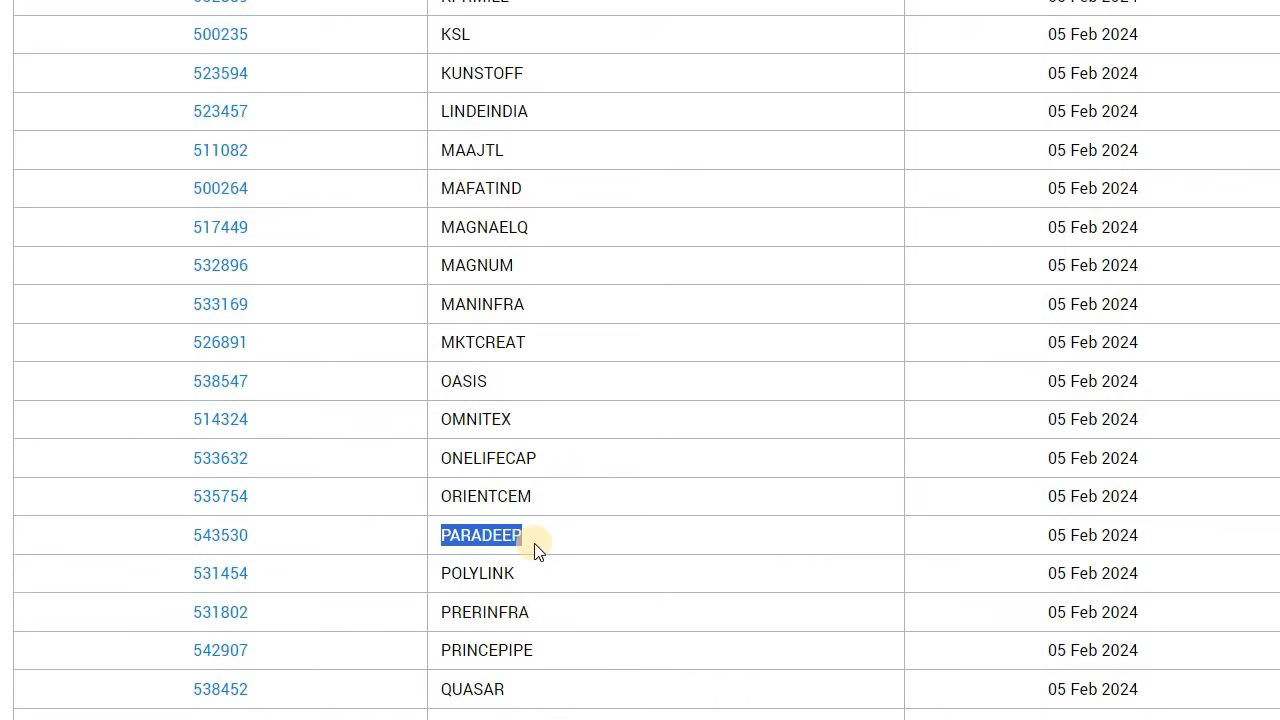 500235 KSL 05 Feb 2024
523594 KUNSTOFF 05 Feb 2024
523457 LINDEINDIA 05 Feb 2024
511082 MAAJTL 05 Feb 2024
500264 MAFATIND 05 Feb 2024
517449 MAGNAELQ 05 Feb 2024
532896 MAGNUM 05 Feb 2024
533169 MANINFRA 05 Feb 2024
526891 MKTCREAT 05 Feb 2024
538547 OASIS 05 Feb 2024
514324 OMNITEX 05 Feb 2024
533632 ONELIFECAP 05 Feb 2024
535754 ORIENTCEM 05 Feb 2024
543530 PARADEEP 05 Feb 2024
531454 POLYLINK 05 Feb 2024
531802 PRERINFRA 05 Feb 2024
542907 PRINCEPIPE 05 Feb 2024
538452 QUASAR 05 Feb 2024